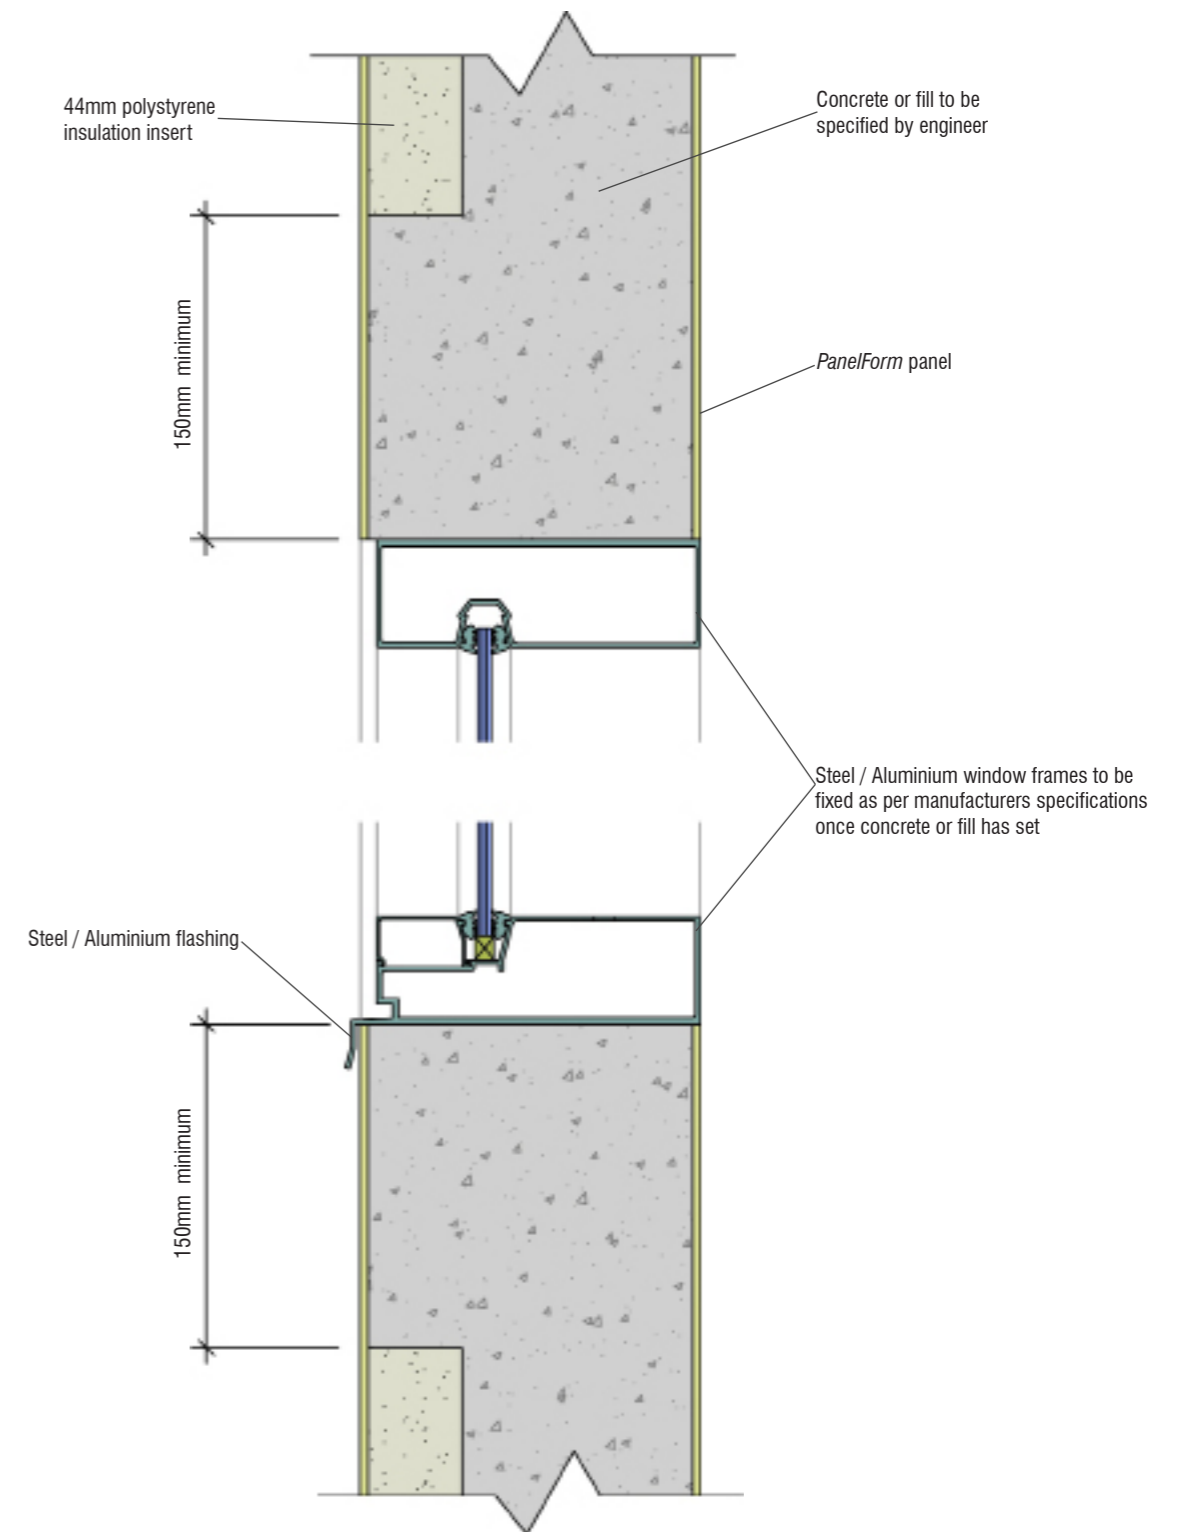 44mm polystyrene
insulation insert
Concrete or fill to be
specified by engineer
150mm minimum
PanelForm panel
Steel / Aluminium window frames to be
fixed as per manufacturers specifications
once concrete or fill has set
Steel / Aluminium flashing
150mm minimum